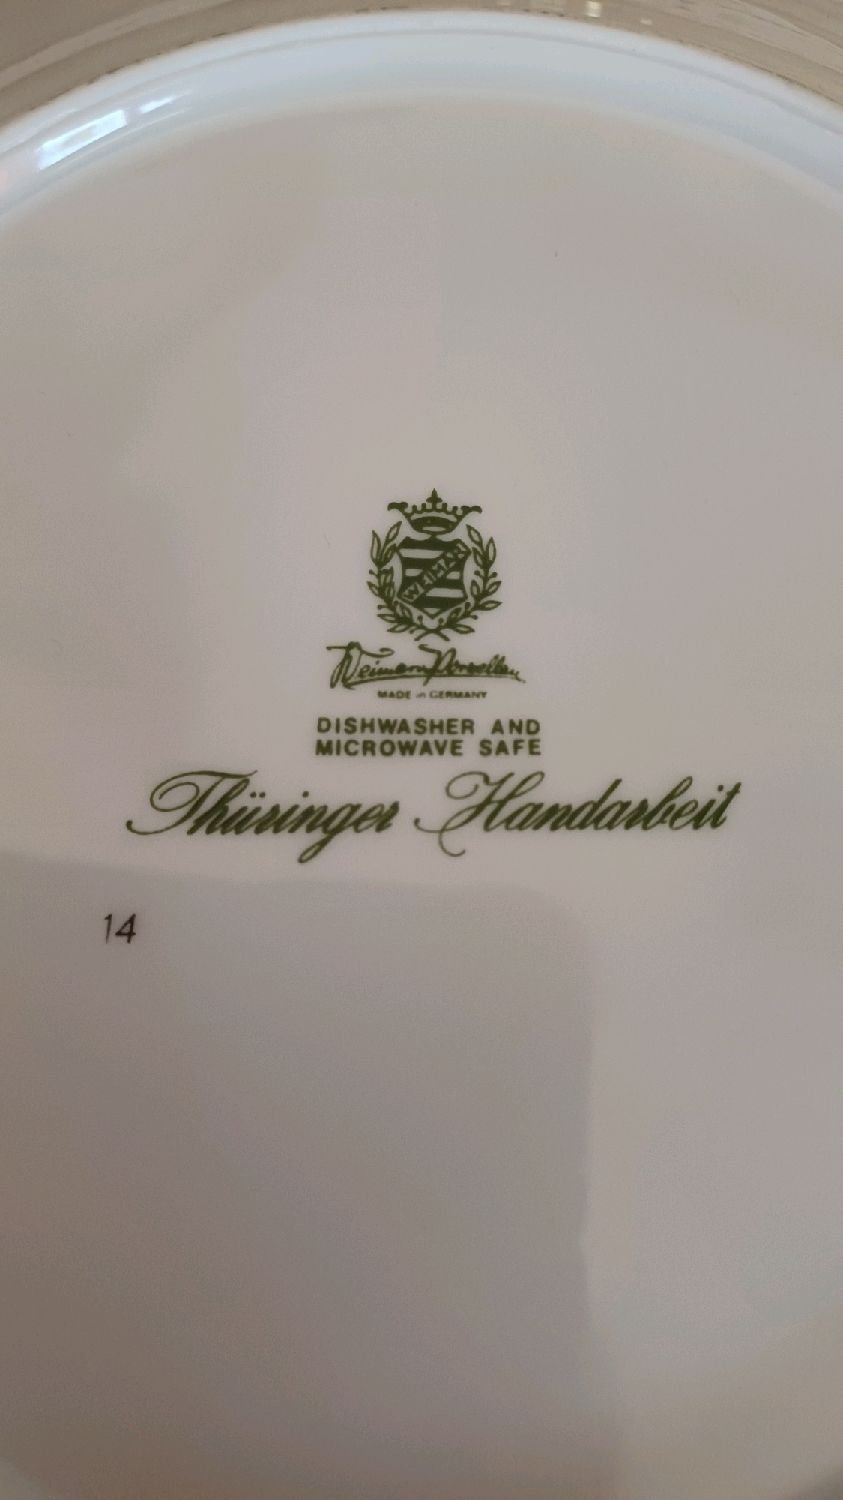 WEIMAR
Weimar Porzellan
MADE in GERMANY
DISHWASHER AND
MICROWAVE SAFE
Thüringer Handarbeit
14